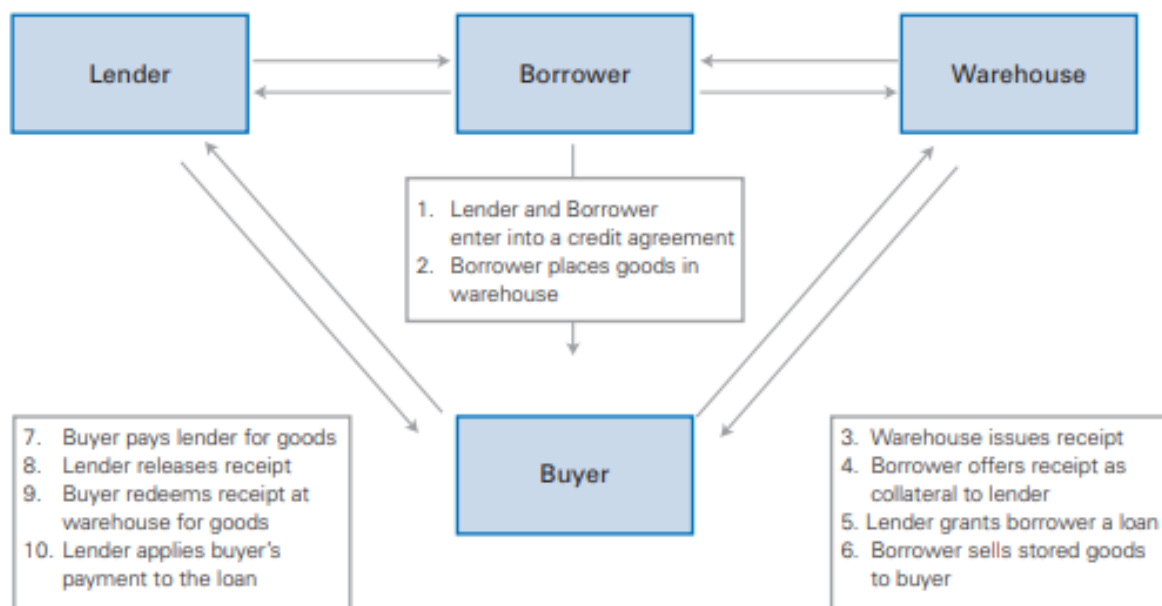 Lender
Borrower
Warehouse
1. Lender and Borrower
enter into a credit agreement
2. Borrower places goods in
warehouse
7. Buyer pays lender for goods
8. Lender releases receipt
9. Buyer redeems receipt at
warehouse for goods
10. Lender applies buyer's
payment to the loan
Buyer
3. Warehouse issues receipt
4. Borrower offers receipt as
collateral to lender
5. Lender grants borrower a loan
6. Borrower sells stored goods
to buyer